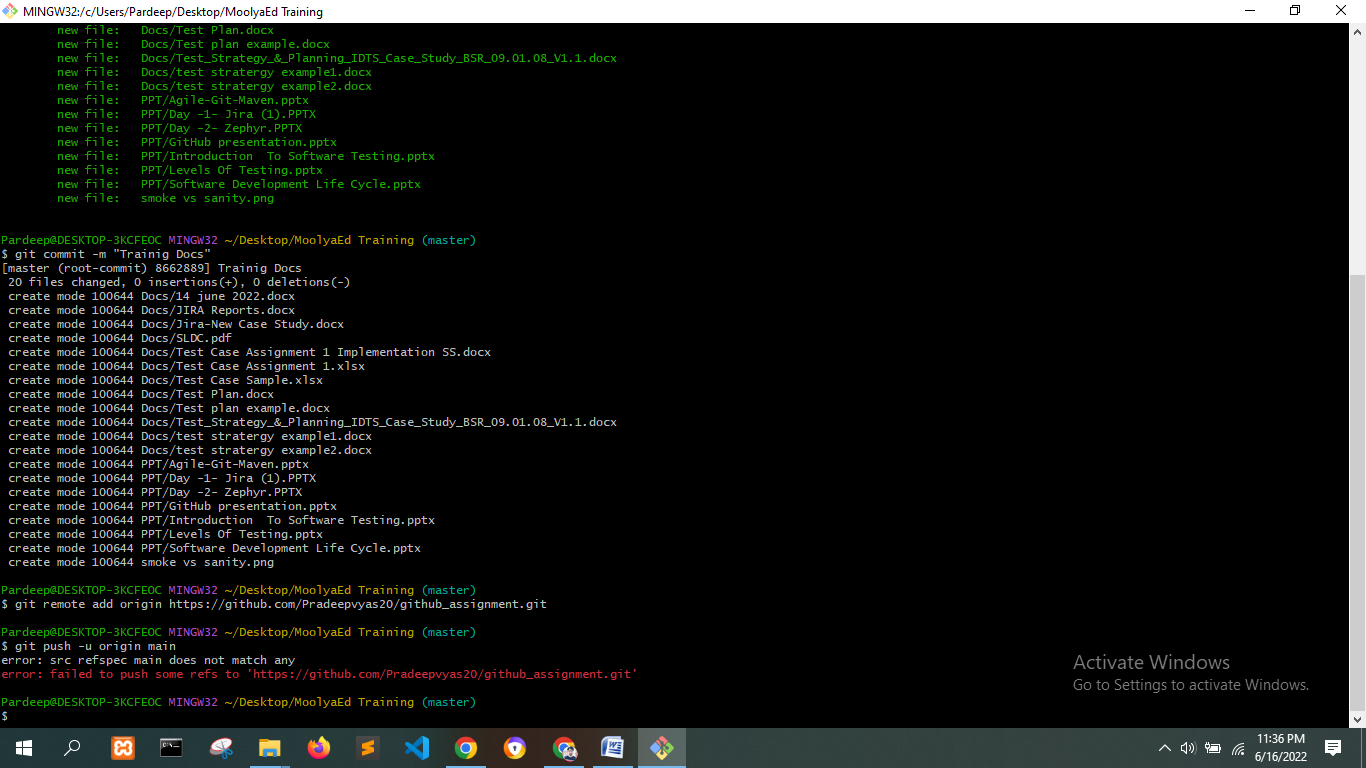 MINGW32:/c/Users/Pardeep/Desktop/MoolyaEd Training
new file: Docs/Test Plan.docx
new file: Docs/Test plan example.docx
new file: Docs/Test_Strategy_&_Planning_IDTS_Case_Study_BSR_09.01.08_V1.1.docx
new file: Docs/test stratergy example1.docx
new file: Docs/test stratergy example2.docx
new file: PPT/Agile-Git-Maven.pptx
new file: PPT/Day -1- Jira (1).PPTX
new file: PPT/Day -2- Zephyr.PPTX
new file: PPT/GitHub presentation.pptx
new file: PPT/Introduction  To Software Testing.pptx
new file: PPT/Levels Of Testing.pptx
new file: PPT/Software Development Life Cycle.pptx
new file: smoke vs sanity.png
Pardeep@DESKTOP-3KCFEOC MINGW32 ~/Desktop/MoolyaEd Training (master)
$ git commit -m "Trainig Docs"
[master (root-commit) 8662889] Trainig Docs
20 files changed, 0 insertions(+), 0 deletions(-)
create mode 100644 Docs/14 june 2022.docx
create mode 100644 Docs/JIRA Reports.docx
create mode 100644 Docs/Jira-New Case Study.docx
create mode 100644 Docs/SLDC.pdf
create mode 100644 Docs/Test Case Assignment 1 Implementation SS.docx
create mode 100644 Docs/Test Case Assignment 1.xlsx
create mode 100644 Docs/Test Case Sample.xlsx
create mode 100644 Docs/Test Plan.docx
create mode 100644 Docs/Test plan example.docx
create mode 100644 Docs/Test_Strategy_&_Planning_IDTS_Case_Study_BSR_09.01.08_V1.1.docx
create mode 100644 Docs/test stratergy example1.docx
create mode 100644 Docs/test stratergy example2.docx
create mode 100644 PPT/Agile-Git-Maven.pptx
create mode 100644 PPT/Day -1- Jira (1).PPTX
create mode 100644 PPT/Day -2- Zephyr.PPTX
create mode 100644 PPT/GitHub presentation.pptx
create mode 100644 PPT/Introduction  To Software Testing.pptx
create mode 100644 PPT/Levels Of Testing.pptx
create mode 100644 PPT/Software Development Life Cycle.pptx
create mode 100644 smoke vs sanity.png
Pardeep@DESKTOP-3KCFEOC MINGW32 ~/Desktop/MoolyaEd Training (master)
$ git remote add origin https://github.com/Pradeepvyas20/github_assignment.git
Pardeep@DESKTOP-3KCFEOC MINGW32 ~/Desktop/MoolyaEd Training (master)
$ git push -u origin main
error: src refspec main does not match any
error: failed to push some refs to 'https://github.com/Pradeepvyas20/github_assignment.git'
Pardeep@DESKTOP-3KCFEOC MINGW32 ~/Desktop/MoolyaEd Training (master)
$
Activate Windows
Go to Settings to activate Windows.
11:36 PM
6/16/2022